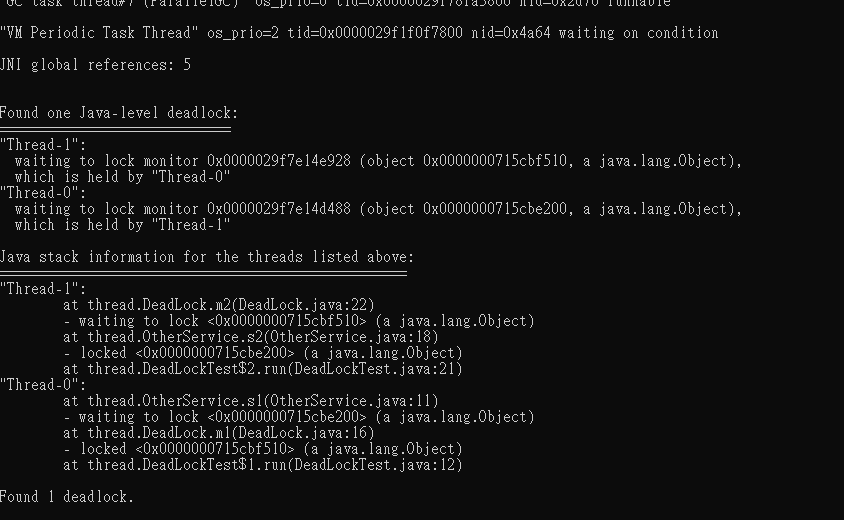 "GC task thread#7 (ParallelGC)" os_prio=0 tid=0x0000029f78fa5800 nid=0x2d70 runnable
"VM Periodic Task Thread" os_prio=2 tid=0x0000029f1f0f7800 nid=0x4a64 waiting on condition
JNI global references: 5
Found one Java-level deadlock:
=============================
"Thread-1":
  waiting to lock monitor 0x0000029f7e14e928 (object 0x0000000715cbf510, a java.lang.Object),
  which is held by "Thread-0"
"Thread-0":
  waiting to lock monitor 0x0000029f7e14d488 (object 0x0000000715cbe200, a java.lang.Object),
  which is held by "Thread-1"
Java stack information for the threads listed above:
===================================================
"Thread-1":
        at thread.DeadLock.m2(DeadLock.java:22)
        - waiting to lock <0x0000000715cbf510> (a java.lang.Object)
        at thread.OtherService.s2(OtherService.java:18)
        - locked <0x0000000715cbe200> (a java.lang.Object)
        at thread.DeadLockTest$2.run(DeadLockTest.java:21)
"Thread-0":
        at thread.OtherService.s1(OtherService.java:11)
        - waiting to lock <0x0000000715cbe200> (a java.lang.Object)
        at thread.DeadLock.m1(DeadLock.java:16)
        - locked <0x0000000715cbf510> (a java.lang.Object)
        at thread.DeadLockTest$1.run(DeadLockTest.java:12)
Found 1 deadlock.